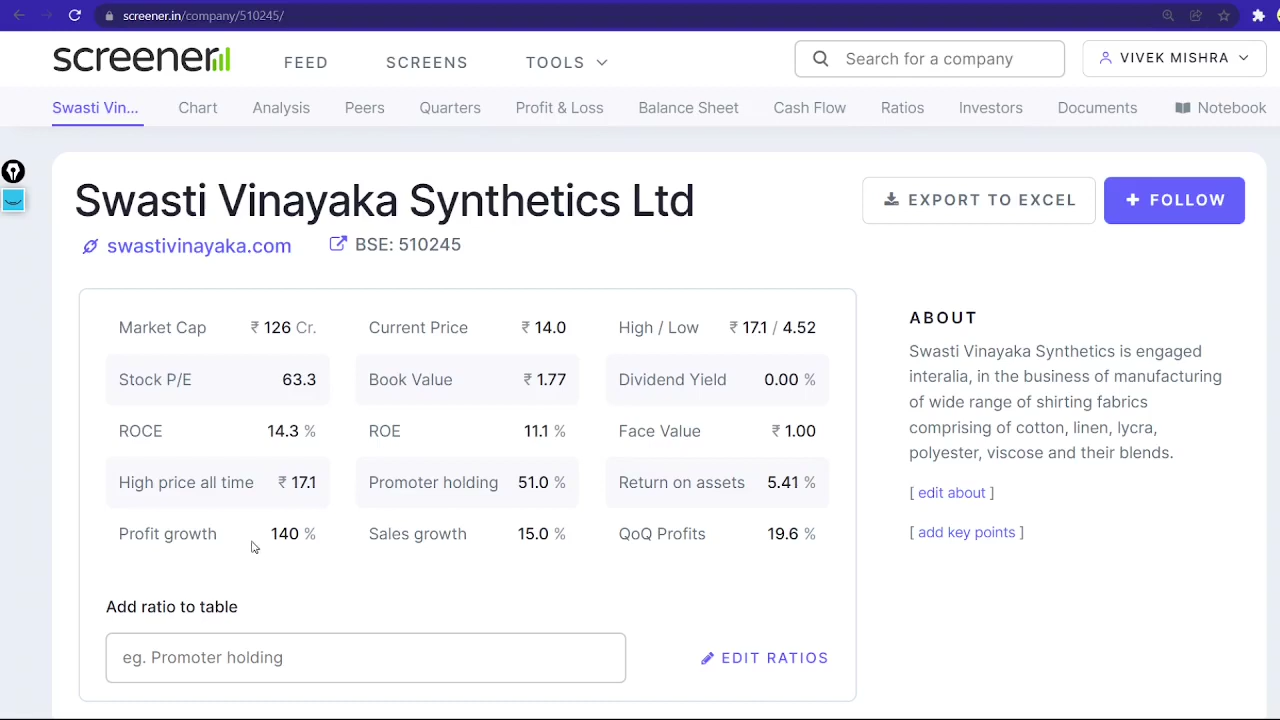 screener.in/company/510245/
screener
FEED SCREENS TOOLS
Search for a company
VIVEK MISHRA
Swasti Vin... Chart Analysis Peers Quarters Profit & Loss Balance Sheet Cash Flow Ratios Investors Documents Notebook
Swasti Vinayaka Synthetics Ltd
EXPORT TO EXCEL
+ FOLLOW
swastivinayaka.com BSE: 510245
Market Cap ₹ 126 Cr. Current Price ₹ 14.0 High / Low ₹ 17.1 / 4.52
Stock P/E 63.3 Book Value ₹ 1.77 Dividend Yield 0.00 %
ROCE 14.3 % ROE 11.1 % Face Value ₹ 1.00
High price all time ₹ 17.1 Promoter holding 51.0 % Return on assets 5.41 %
Profit growth 140 % Sales growth 15.0 % QoQ Profits 19.6 %
Add ratio to table
eg. Promoter holding
EDIT RATIOS
ABOUT
Swasti Vinayaka Synthetics is engaged
interalia, in the business of manufacturing
of wide range of shirting fabrics
comprising of cotton, linen, lycra,
polyester, viscose and their blends.
[ edit about ]
[ add key points ]